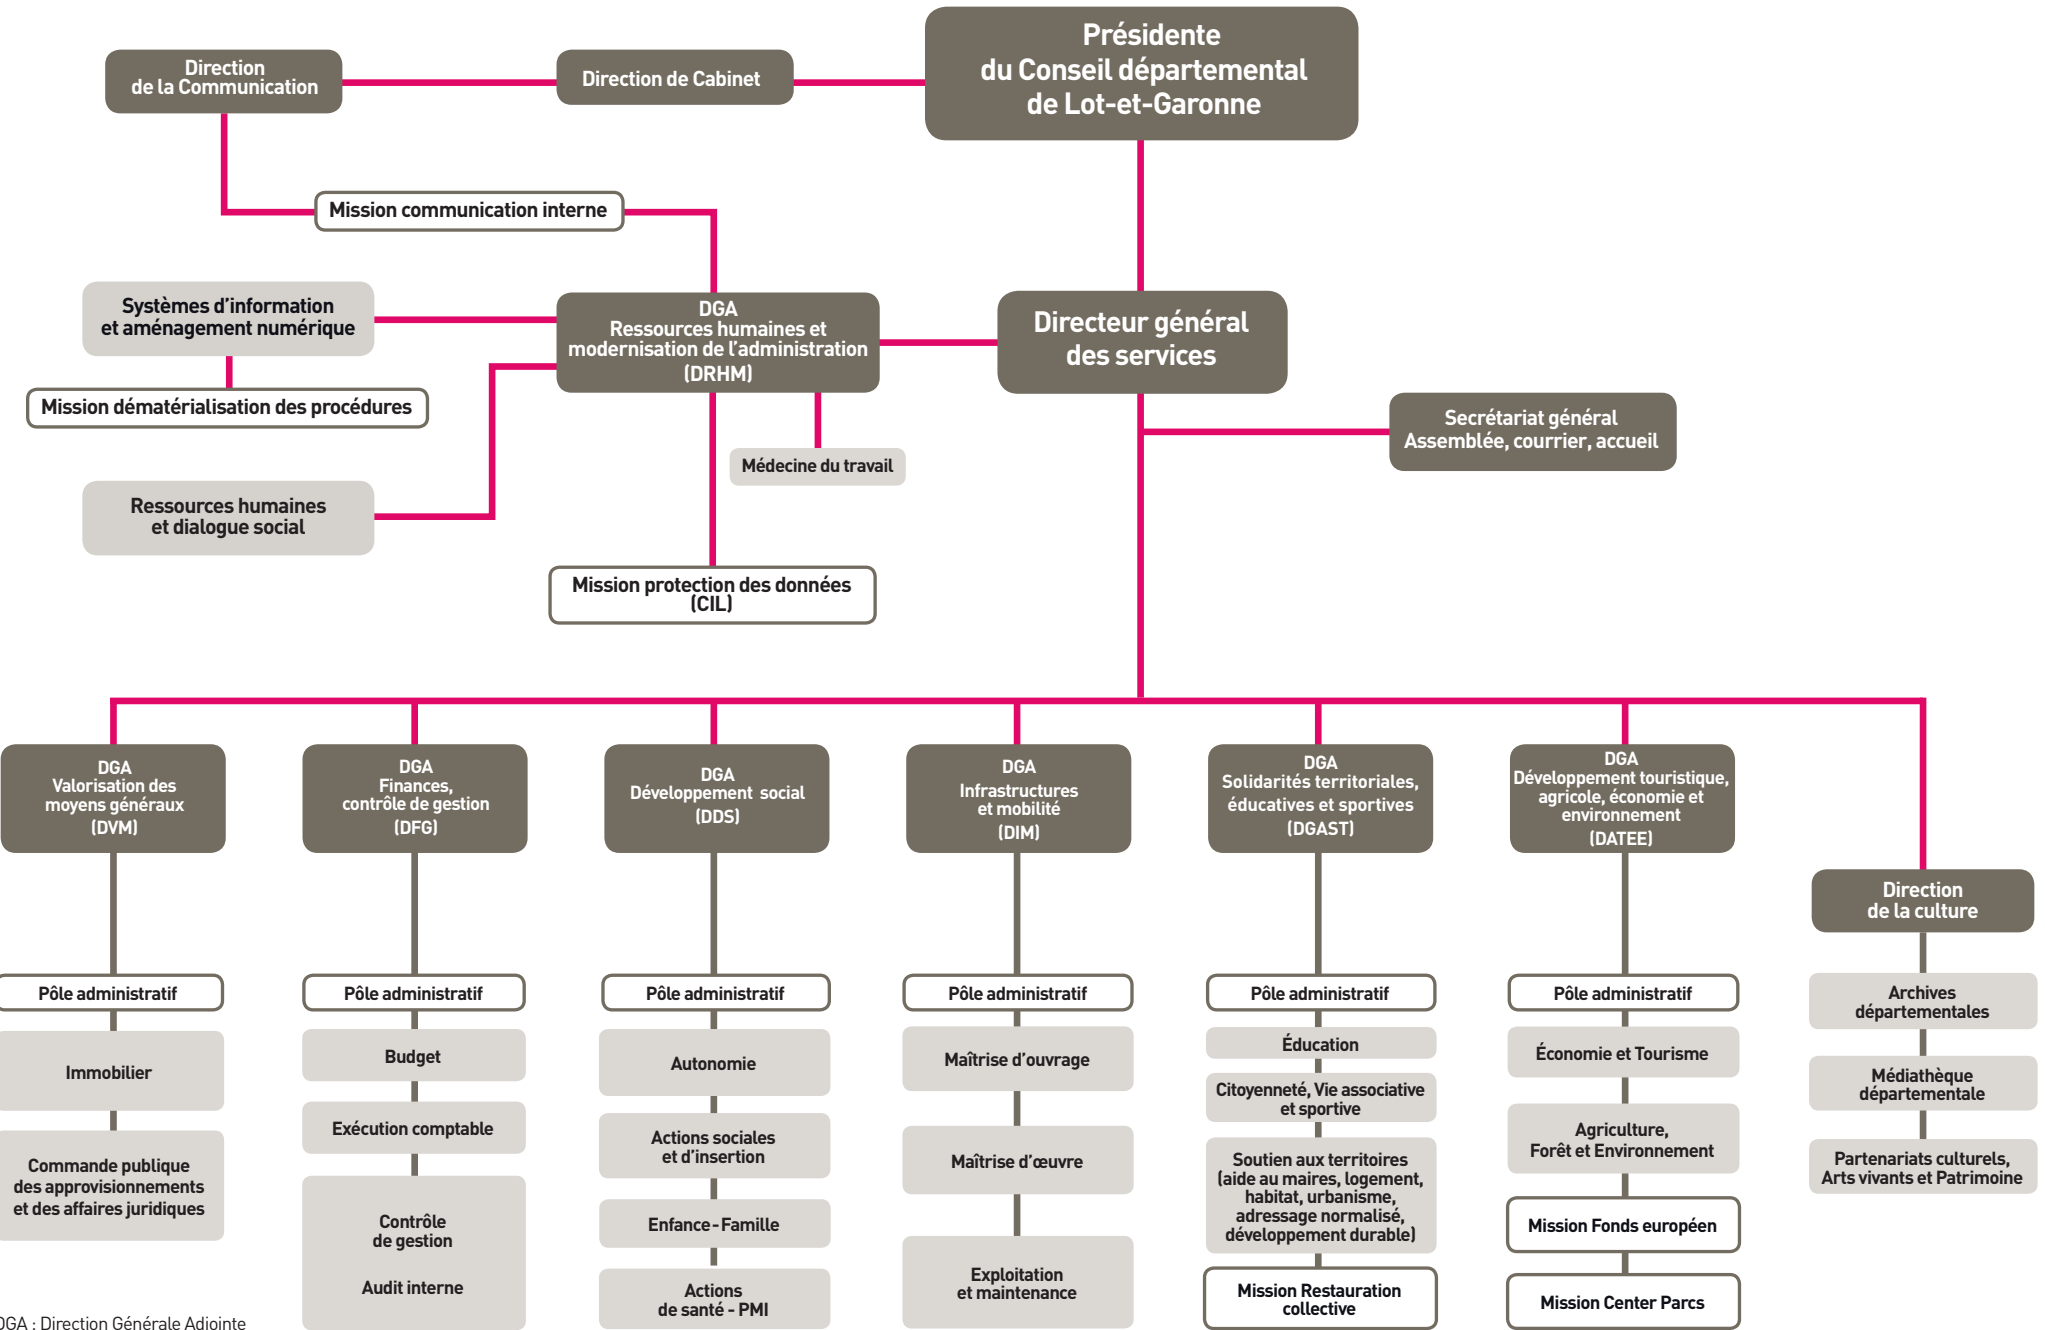 Présidente
du Conseil départemental
de Lot-et-Garonne
Direction
de la Communication
Direction de Cabinet
Mission communication interne
Systèmes d'information
et aménagement numérique
DGA
Ressources humaines et
modernisation de l'administration
(DRHM)
Directeur général
des services
Mission dématérialisation des procédures
Secrétariat général
Assemblée, courrier, accueil
Médecine du travail
Ressources humaines
et dialogue social
Mission protection des données
(CIL)
DGA
Valorisation des
moyens généraux
(DVM)
DGA
Finances,
contrôle de gestion
(DFG)
DGA
Développement social
(DDS)
DGA
Infrastructures
et mobilité
(DIM)
DGA
Solidarités territoriales,
éducatives et sportives
(DGAST)
DGA
Développement touristique,
agricole, économie et
environnement
(DATEE)
Direction
de la culture
Pôle administratif
Immobilier
Commande publique
des approvisionnements
et des affaires juridiques
Pôle administratif
Budget
Exécution comptable
Contrôle
de gestion
Audit interne
Pôle administratif
Autonomie
Actions sociales
et d'insertion
Enfance - Famille
Actions
de santé - PMI
Pôle administratif
Maîtrise d'ouvrage
Maîtrise d'œuvre
Exploitation
et maintenance
Pôle administratif
Éducation
Citoyenneté, Vie associative
et sportive
Soutien aux territoires
(aide au maires, logement,
habitat, urbanisme,
adressage normalisé,
développement durable)
Mission Restauration
collective
Pôle administratif
Économie et Tourisme
Agriculture,
Forêt et Environnement
Mission Fonds européen
Mission Center Parcs
Archives
départementales
Médiathèque
départementale
Partenariats culturels,
Arts vivants et Patrimoine
DGA : Direction Générale Adjointe